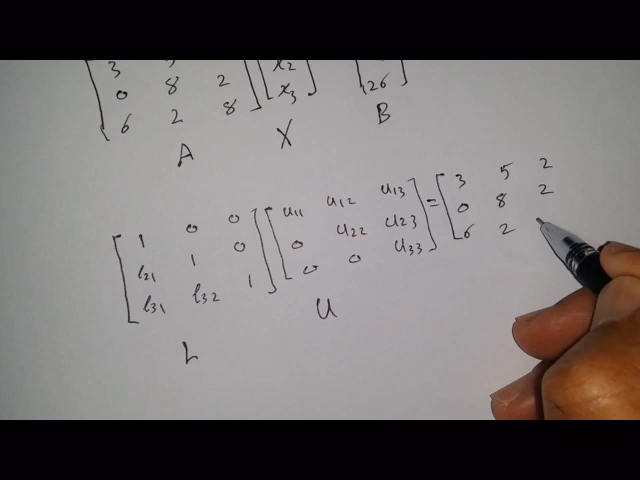 3
0 8 2 x3
6 2 8 26
A X B
1 0 0 u11 u12 u13 = 3 5 2
l21 1 0 0 u22 u23 0 8 2
l31 l32 1 0 0 u33 6 2
L U